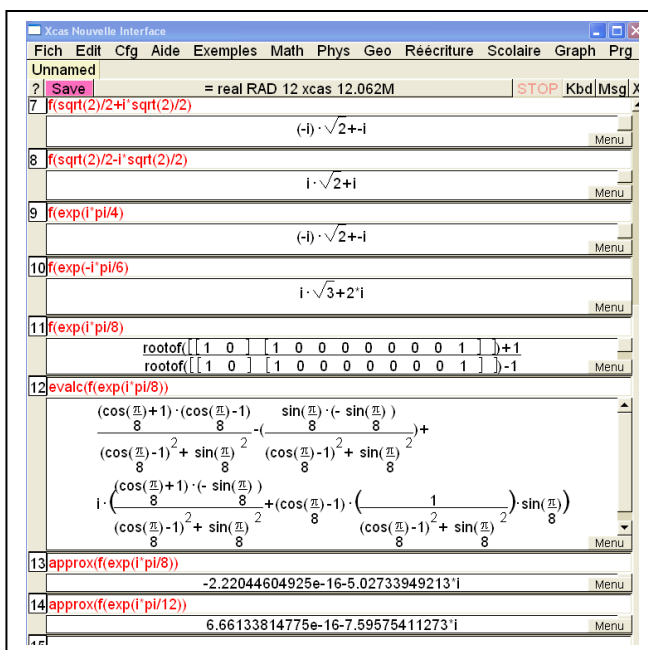 Xcas Nouvelle Interface
Fich Edit Cfg Aide Exemples Math Phys Geo Réécriture Scolaire Graph Prg
Unnamed
? Save = real RAD 12 xcas 12.062M STOP Kbd Msg X
7 f(sqrt(2)/2+i*sqrt(2)/2)
(-i)·√2+-i
Menu
8 f(sqrt(2)/2-i*sqrt(2)/2)
i·√2+i
Menu
9 f(exp(i*pi/4)
(-i)·√2+-i
Menu
10 f(exp(-i*pi/6)
i·√3+2*i
Menu
11 f(exp(i*pi/8))
rootof([[1 0] [1 0 0 0 0 0 0 0 1]])+1
rootof([[1 0] [1 0 0 0 0 0 0 0 1]])-1
Menu
12 evalc(f(exp(i*pi/8))
(cos(π/8)+1)·(cos(π/8)-1) / ((cos(π/8)-1)²+sin(π/8)²) -( sin(π/8)·(-sin(π/8)) / ((cos(π/8)-1)²+sin(π/8)²) )+
i·( (cos(π/8)+1)·(-sin(π/8)) / ((cos(π/8)-1)²+sin(π/8)²) +(cos(π/8)-1)·( 1 / ((cos(π/8)-1)²+sin(π/8)²) )·sin(π/8))
Menu
13 approx(f(exp(i*pi/8))
-2.22044604925e-16-5.02733949213*i
Menu
14 approx(f(exp(i*pi/12))
6.66133814775e-16-7.59575411273*i
Menu
15